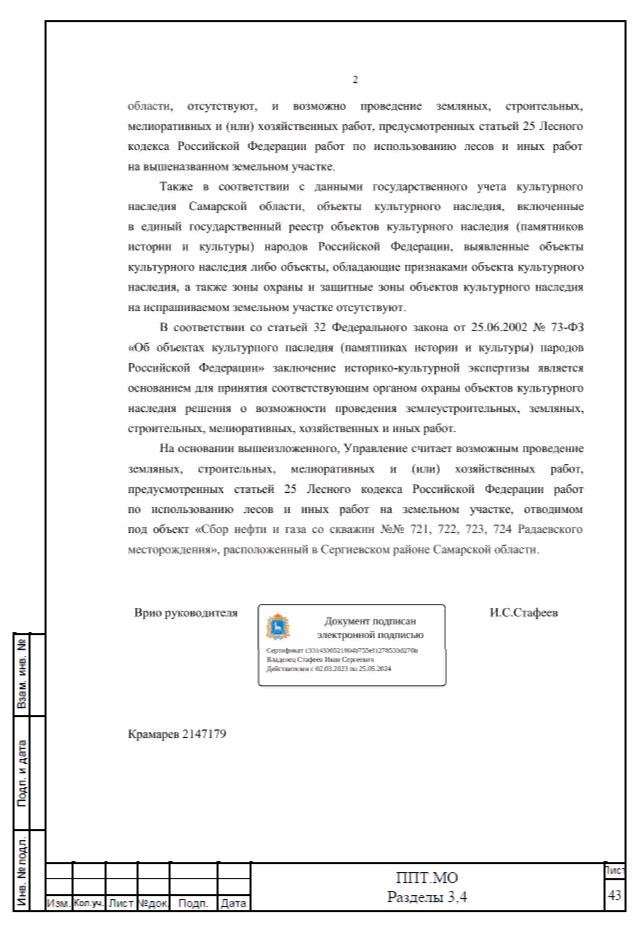 2
области, отсутствуют, и возможно проведение земляных, строительных,
мелиоративных и (или) хозяйственных работ, предусмотренных статьей 25 Лесного
кодекса Российской Федерации работ по использованию лесов и иных работ
на вышеназванном земельном участке.
Также в соответствии с данными государственного учета культурного
наследия Самарской области, объекты культурного наследия, включенные
в единый государственный реестр объектов культурного наследия (памятников
истории и культуры) народов Российской Федерации, выявленные объекты
культурного наследия либо объекты, обладающие признаками объекта культурного
наследия, а также зоны охраны и защитные зоны объектов культурного наследия
на испрашиваемом земельном участке отсутствуют.
В соответствии со статьей 32 Федерального закона от 25.06.2002 № 73-ФЗ
«Об объектах культурного наследия (памятниках истории и культуры) народов
Российской Федерации» заключение историко-культурной экспертизы является
основанием для принятия соответствующим органом охраны объектов культурного
наследия решения о возможности проведения землеустроительных, земляных,
строительных, мелиоративных, хозяйственных и иных работ.
На основании вышеизложенного, Управление считает возможным проведение
земляных, строительных, мелиоративных и (или) хозяйственных работ,
предусмотренных статьей 25 Лесного кодекса Российской Федерации работ
по использованию лесов и иных работ на земельном участке, отводимом
под объект «Сбор нефти и газа со скважин №№ 721, 722, 723, 724 Радаевского
месторождения», расположенный в Сергиевском районе Самарской области.
Врио руководителя
Документ подписан
электронной подписью
Сертификат
Владелец Стафеев Иван Сергеевич
Действителен с 02.03.2023 по 25.05.2024
И.С.Стафеев
Крамарев 2147179
Взам. инв. №
Подп. и дата
Инв. № подл.
Изм. Кол.уч. Лист №док. Подп. Дата
ППТ.МО
Разделы 3,4
Лист
43